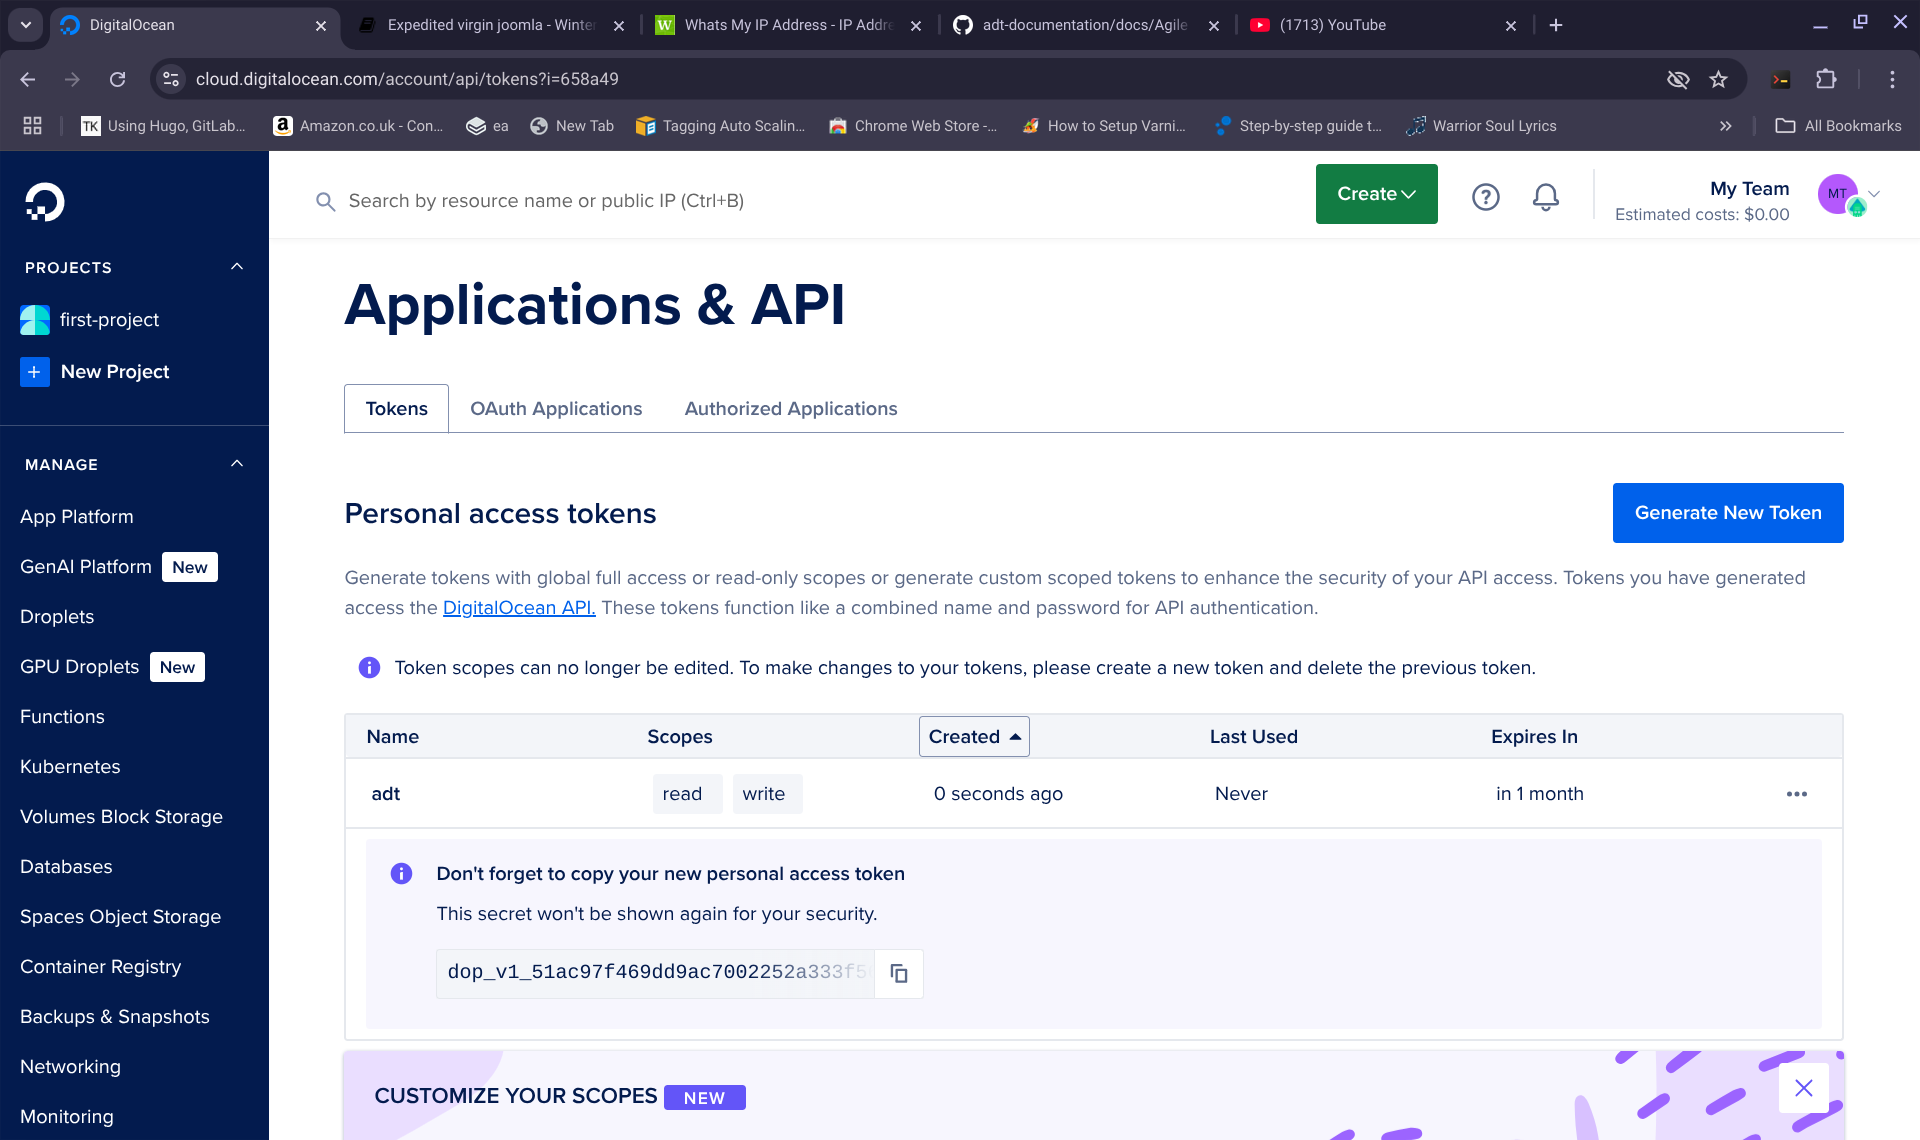 DigitalOcean
Expedited virgin joomla - Winter
Whats My IP Address - IP Addre
adt-documentation/docs/Agile
(1713) YouTube
cloud.digitalocean.com/account/api/tokens?i=658a49
TK Using Hugo, GitLab...
a Amazon.co.uk - Con...
ea
New Tab
Tagging Auto Scalin...
Chrome Web Store -...
How to Setup Varni...
Step-by-step guide t...
Warrior Soul Lyrics
All Bookmarks
Search by resource name or public IP (Ctrl+B)
Create
My Team
Estimated costs: $0.00
MT
PROJECTS
first-project
New Project
MANAGE
App Platform
GenAI Platform New
Droplets
GPU Droplets New
Functions
Kubernetes
Volumes Block Storage
Databases
Spaces Object Storage
Container Registry
Backups & Snapshots
Networking
Monitoring
Applications & API
Tokens OAuth Applications Authorized Applications
Personal access tokens
Generate New Token
Generate tokens with global full access or read-only scopes or generate custom scoped tokens to enhance the security of your API access. Tokens you have generated
access the DigitalOcean API. These tokens function like a combined name and password for API authentication.
Token scopes can no longer be edited. To make changes to your tokens, please create a new token and delete the previous token.
Name Scopes Created Last Used Expires In
adt read write 0 seconds ago Never in 1 month
Don't forget to copy your new personal access token
This secret won't be shown again for your security.
dop_v1_51ac97f469dd9ac7002252a333f5
CUSTOMIZE YOUR SCOPES NEW